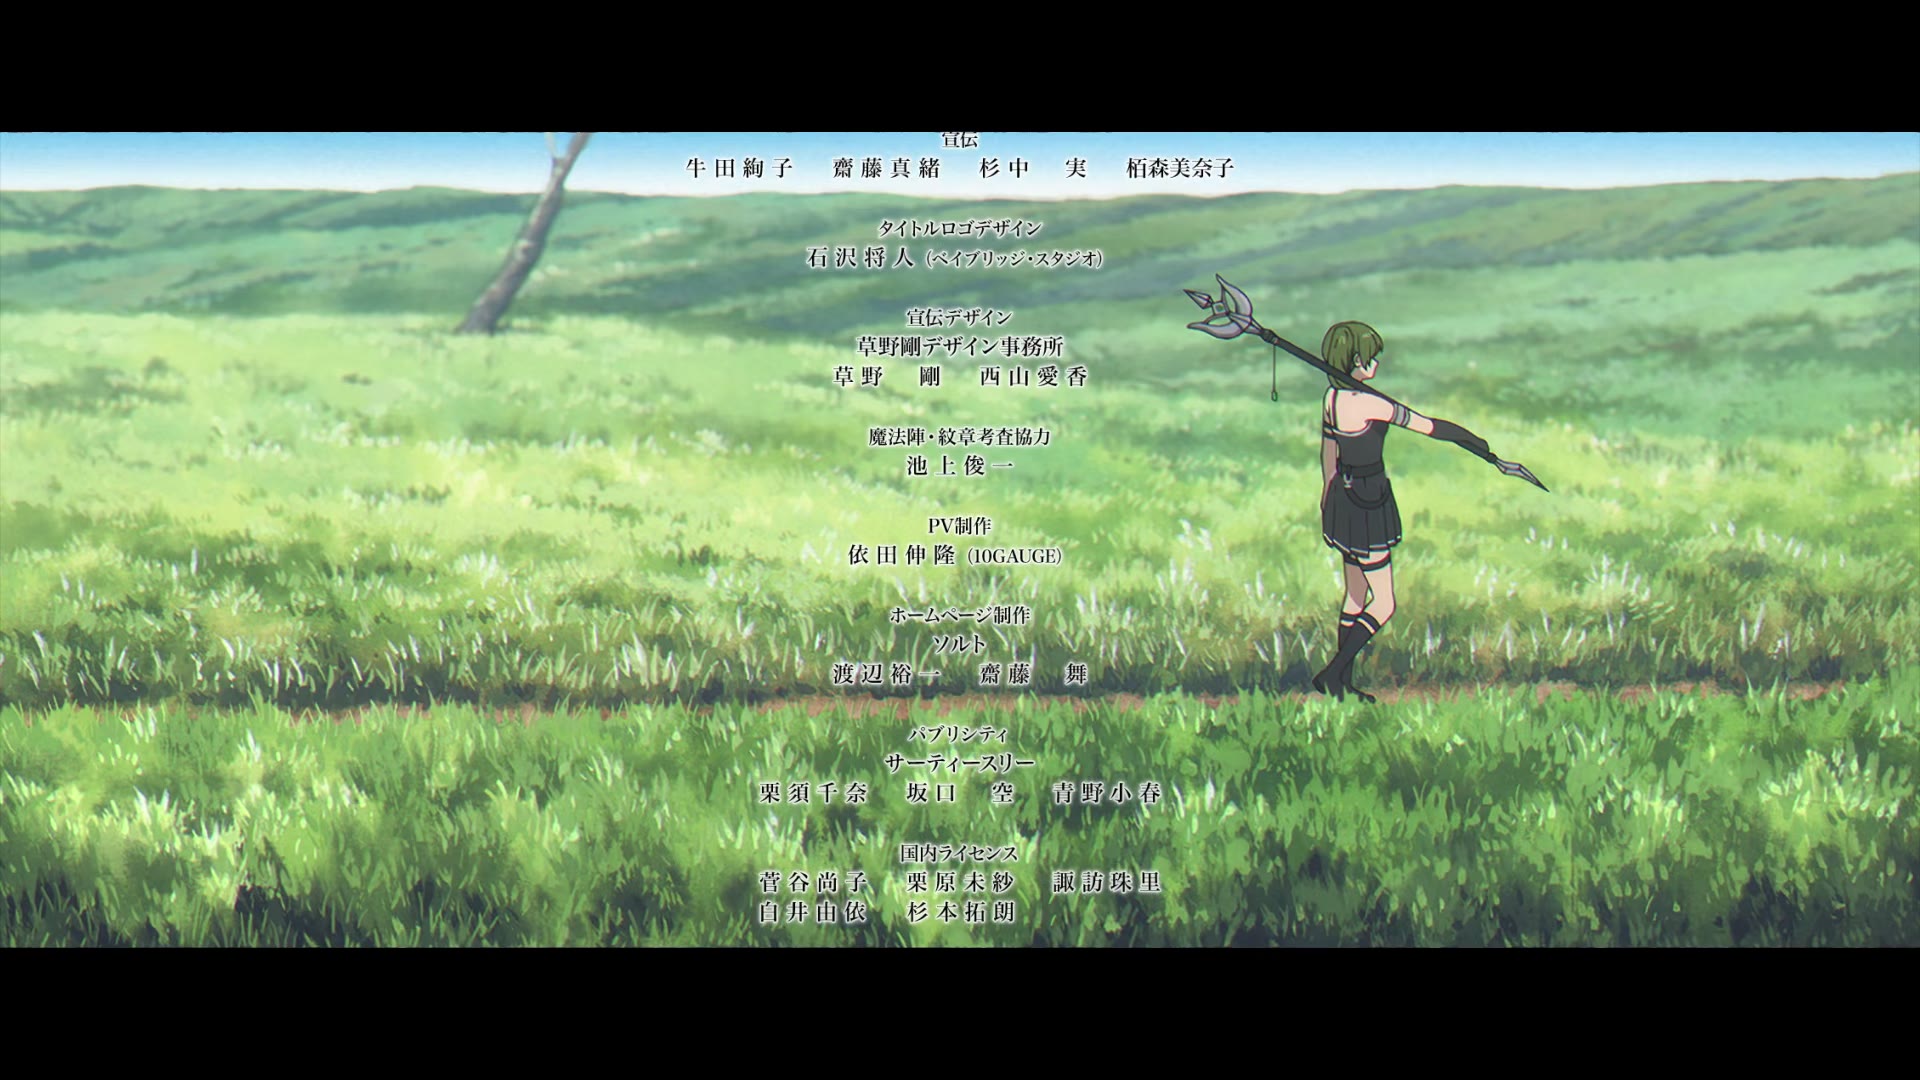 宣伝
牛田絢子　齋藤真緒　杉中　実　栢森美奈子
タイトルロゴデザイン
石沢将人（ベイブリッジ・スタジオ）
宣伝デザイン
草野剛デザイン事務所
草野　剛　西山愛香
魔法陣・紋章考査協力
池上俊一
PV制作
依田伸隆（10GAUGE）
ホームページ制作
ソルト
渡辺裕一　齋藤　舞
パブリシティ
サーティースリー
栗須千奈　坂口　空　青野小春
国内ライセンス
菅谷尚子　栗原未紗　諏訪珠里
白井由依　杉本拓朗